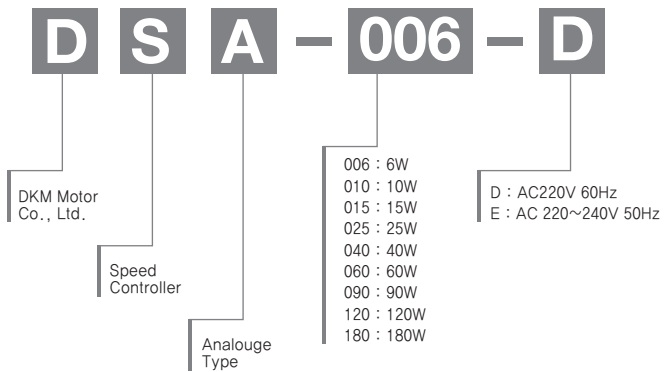 D S A - 006 - D
DKM Motor
Co., Ltd.
Speed
Controller
Analouge
Type
006 : 6W
010 : 10W
015 : 15W
025 : 25W
040 : 40W
060 : 60W
090 : 90W
120 : 120W
180 : 180W
D : AC220V 60Hz
E : AC 220~240V 50Hz